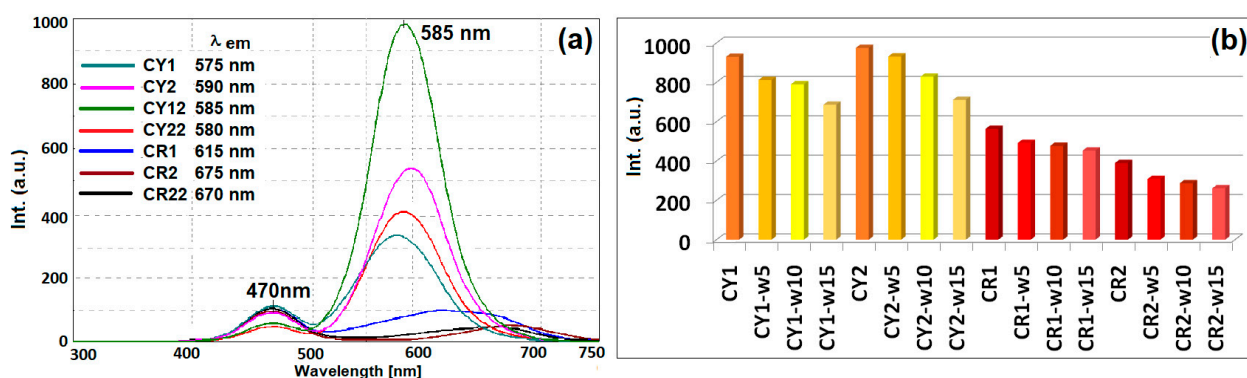 (a)
1000
800
600
400
200
0
Int. (a.u.)
λ em
CY1 575 nm
CY2 590 nm
CY12 585 nm
CY22 580 nm
CR1 615 nm
CR2 675 nm
CR22 670 nm
585 nm
470nm
300 400 500 600 700 750
Wavelength [nm]
(b)
1000
800
600
400
200
0
Int. (a.u.)
CY1
CY1-w5
CY1-w10
CY1-w15
CY2
CY2-w5
CY2-w10
CY2-w15
CR1
CR1-w5
CR1-w10
CR1-w15
CR2
CR2-w5
CR2-w10
CR2-w15